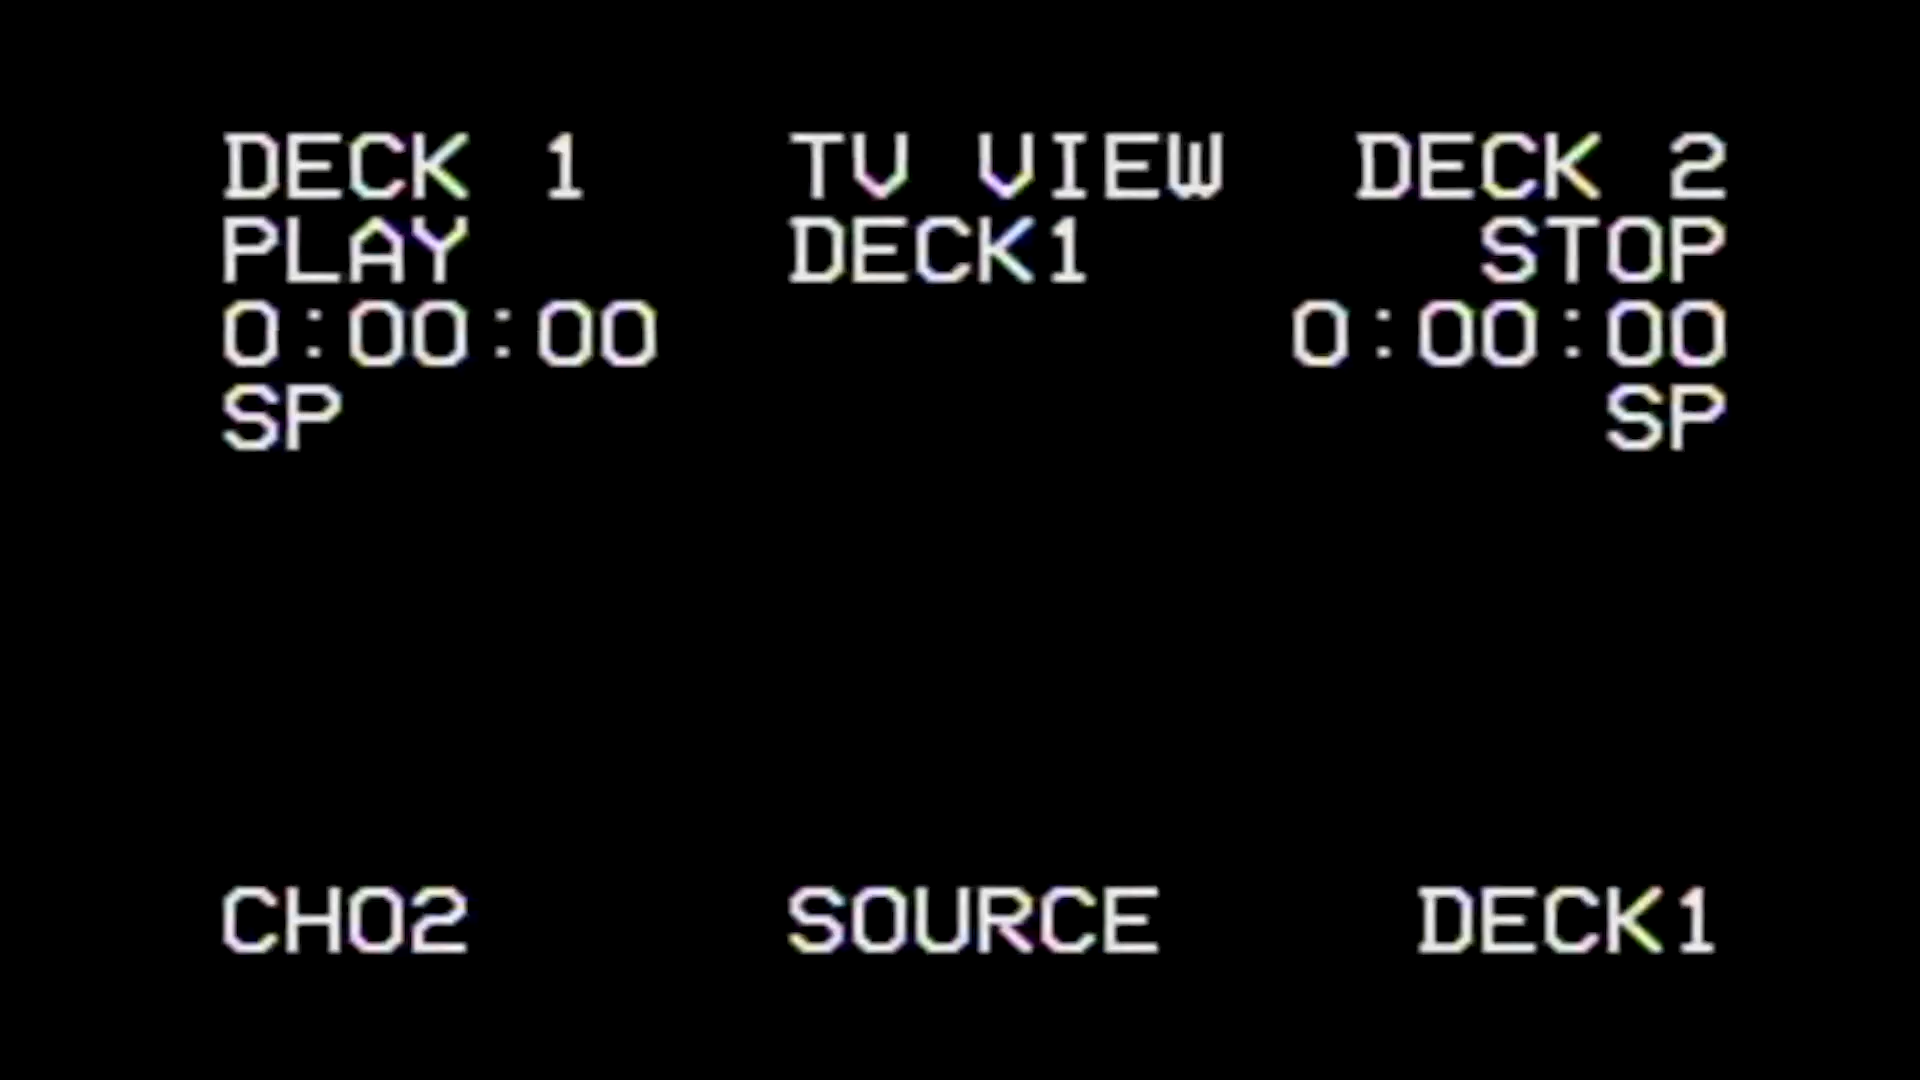 DECK 1 TV VIEW DECK 2
PLAY DECK1 STOP
0:00:00 0:00:00
SP SP
CH02 SOURCE DECK1